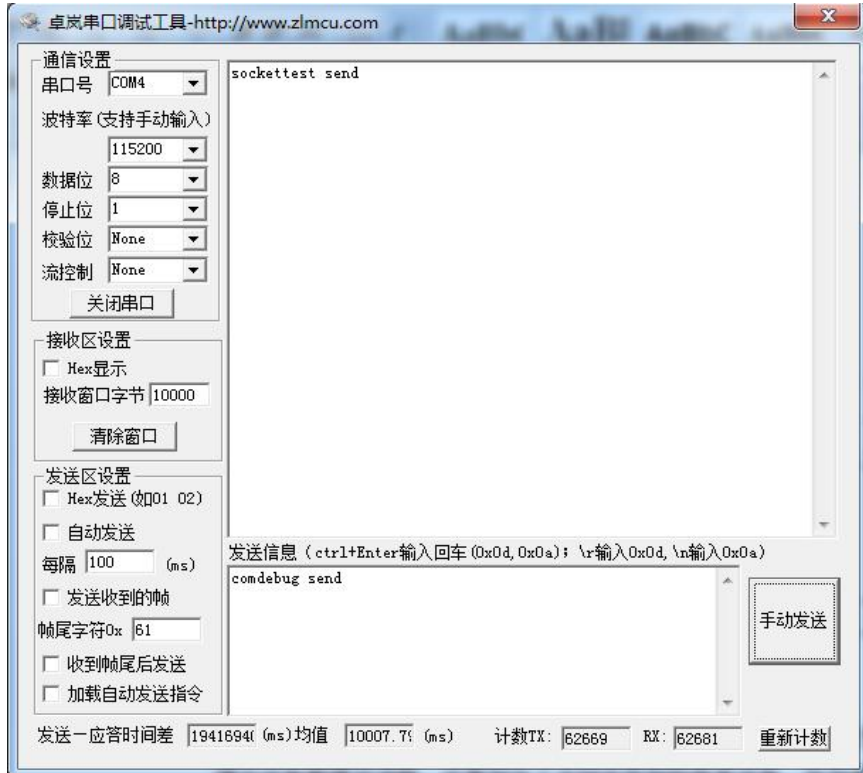 卓岚串口调试工具-http://www.zlmcu.com
通信设置
串口号 COM4
波特率(支持手动输入)
115200
数据位 8
停止位 1
校验位 None
流控制 None
关闭串口
接收区设置
Hex显示
接收窗口字节 10000
清除窗口
发送区设置
Hex发送(如01 02)
自动发送
每隔 100 (ms)
发送收到的帧
帧尾字符0x 61
收到帧尾后发送
加载自动发送指令
sockettest send
发送信息(ctrl+Enter输入回车(0x0d,0x0a); \r输入0x0d,\n输入0x0a)
comdebug send
手动发送
发送一应答时间差 (ms)均值 (ms) 计数TX: 62669 RX: 62681 重新计数